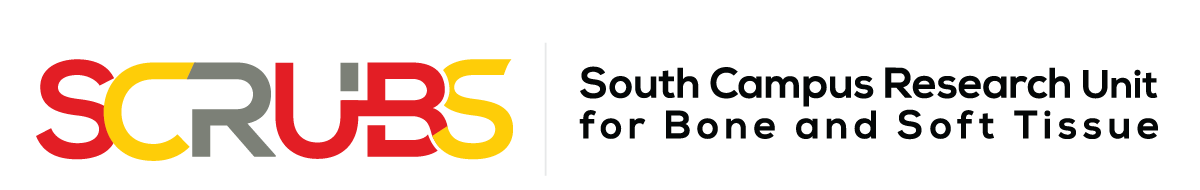 SCRUBS
South Campus Research Unit
for Bone and Soft Tissue